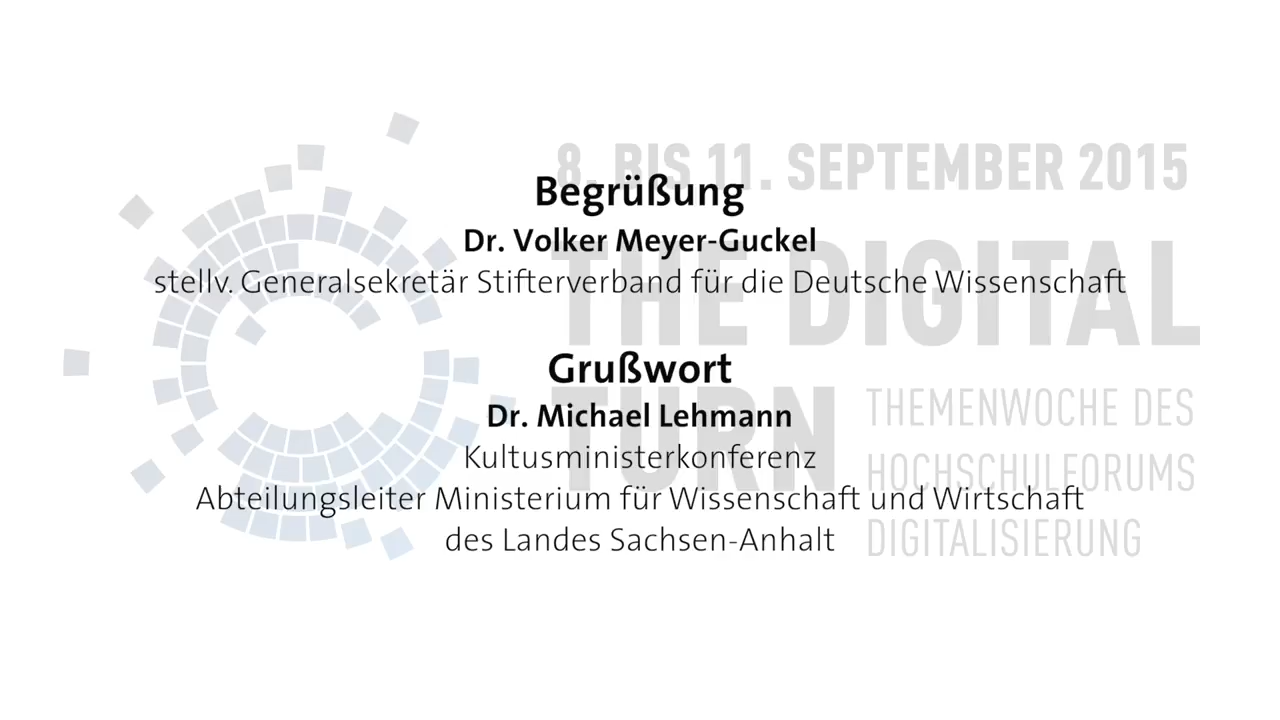 8. BIS 11. SEPTEMBER 2015
Begrüßung
Dr. Volker Meyer-Guckel
stellv. Generalsekretär Stifterverband für die Deutsche Wissenschaft
THE DIGITAL
TURN
Grußwort
Dr. Michael Lehmann
Kultusministerkonferenz
Abteilungsleiter Ministerium für Wissenschaft und Wirtschaft
des Landes Sachsen-Anhalt
THEMENWOCHE DES
HOCHSCHULFORUMS
DIGITALISIERUNG